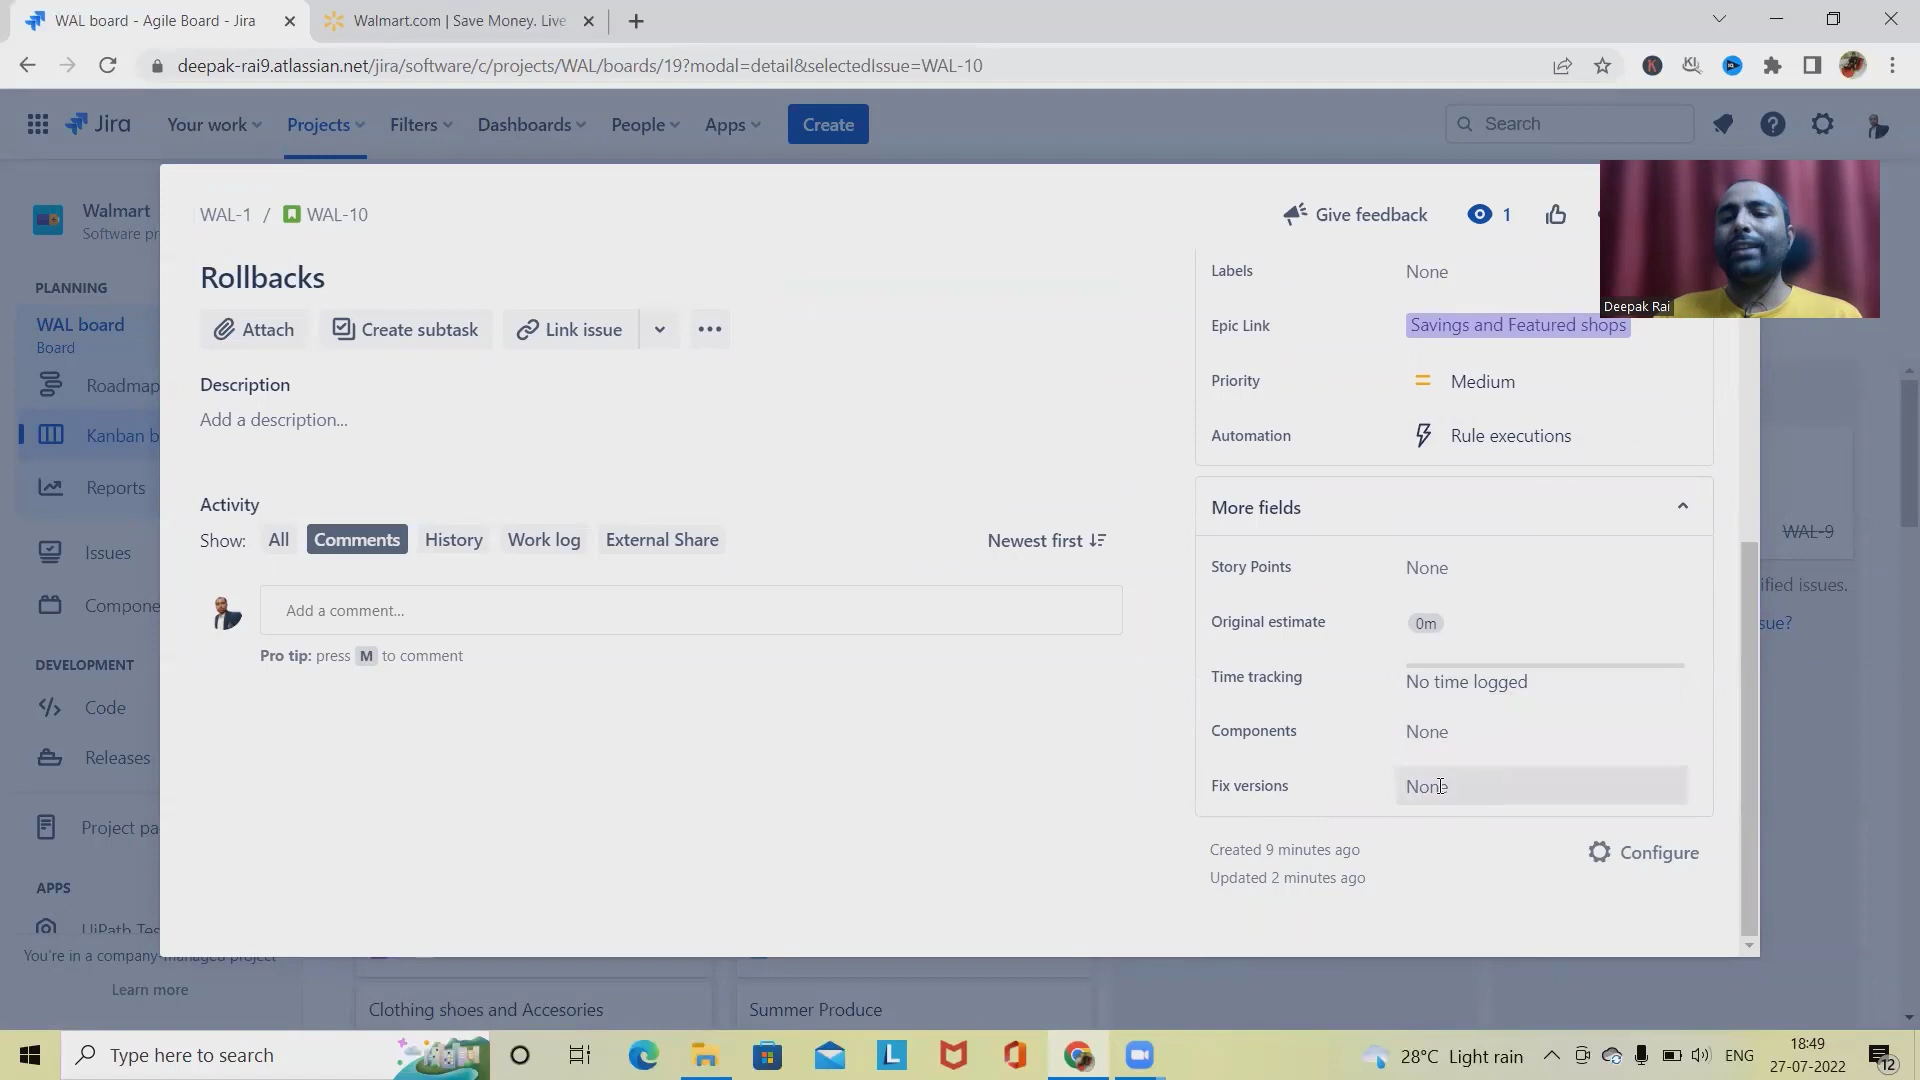 WAL board - Agile Board - Jira
Walmart.com | Save Money. Live
deepak-rai9.atlassian.net/jira/software/c/projects/WAL/boards/19?modal=detail&selectedIssue=WAL-10
Jira
Your work
Projects
Filters
Dashboards
People
Apps
Create
Search
Walmart
Software pr
PLANNING
WAL board
Board
Roadmap
Kanban b
Reports
Issues
Compone
DEVELOPMENT
Code
Releases
Project pa
APPS
UiPath Tes
You're in a company-managed project
Learn more
WAL-1 / WAL-10
Give feedback
1
Rollbacks
Attach
Create subtask
Link issue
Description
Add a description...
Activity
Show:
All
Comments
History
Work log
External Share
Newest first
Add a comment...
Pro tip: press M to comment
Deepak Rai
Labels
None
Epic Link
Savings and Featured shops
Priority
Medium
Automation
Rule executions
More fields
Story Points
None
Original estimate
0m
Time tracking
No time logged
Components
None
Fix versions
None
Created 9 minutes ago
Updated 2 minutes ago
Configure
WAL-9
ified issues.
sue?
Clothing shoes and Accesories
Summer Produce
Type here to search
28°C Light rain
ENG
18:49
27-07-2022
12